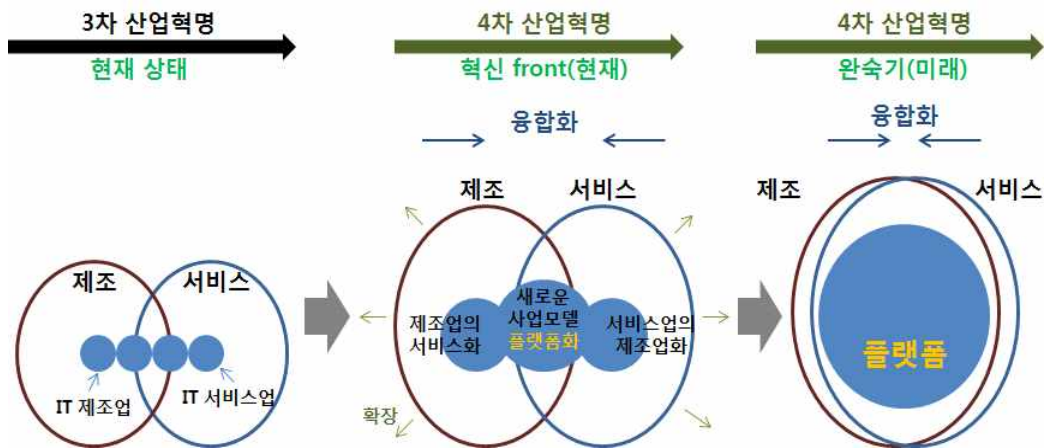 3차 산업혁명
현재 상태
제조
서비스
IT 제조업
IT 서비스업
4차 산업혁명
혁신 front(현재)
융합화
제조
서비스
제조업의
서비스화
새로운
사업모델
플랫폼화
서비스업의
제조업화
확장
4차 산업혁명
완숙기(미래)
융합화
제조
서비스
플랫폼